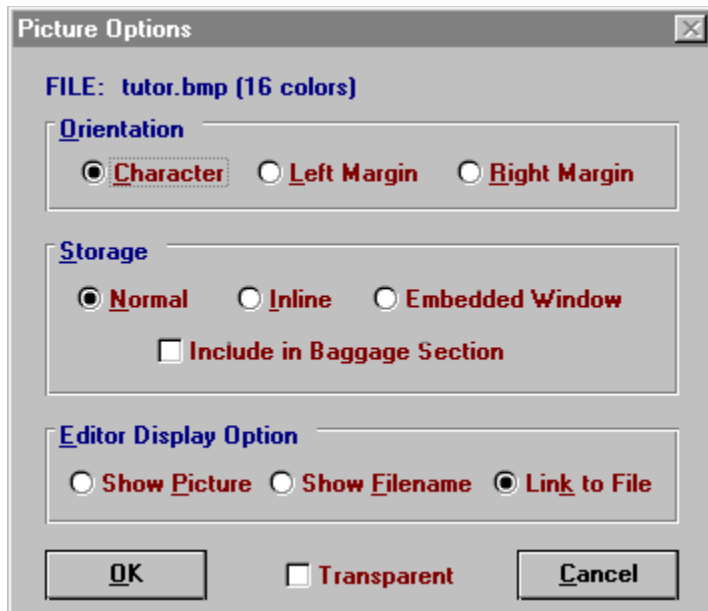 Picture Options
FILE: tutor.bmp (16 colors)
Orientation
Character Left Margin Right Margin
Storage
Normal Inline Embedded Window
Include in Baggage Section
Editor Display Option
Show Picture Show Filename Link to File
OK Transparent Cancel